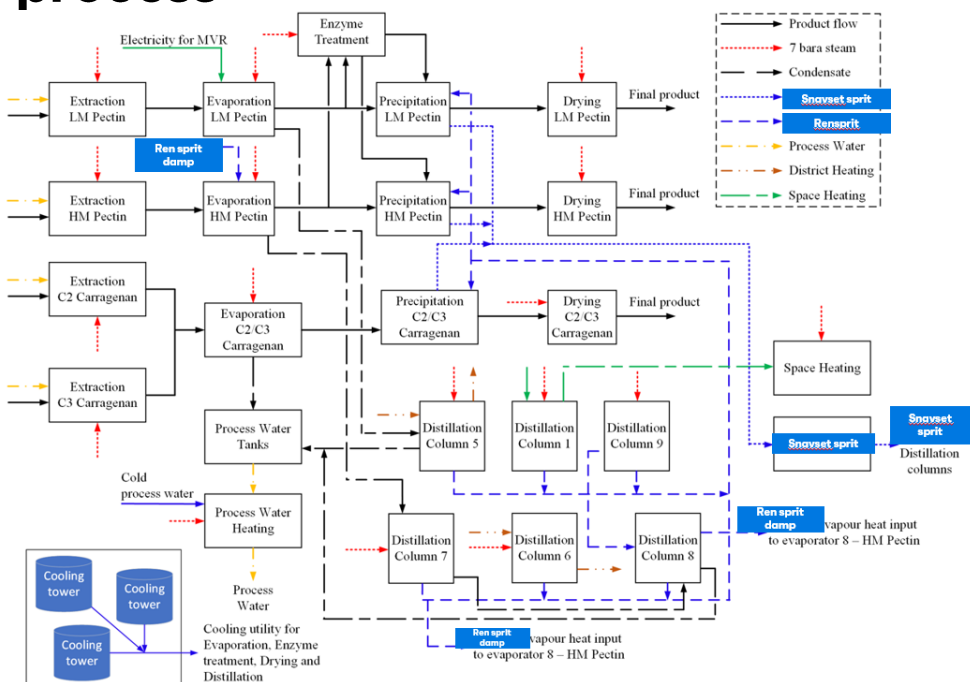 process
Enzyme
Treatment
Electricity for MVR
Extraction
LM Pectin
Evaporation
LM Pectin
Precipitation
LM Pectin
Drying
LM Pectin
Final product
Product flow
7 bara steam
Condensate
Snavset sprit
Rensprit
Process Water
District Heating
Space Heating
Ren sprit
damp
Extraction
HM Pectin
Evaporation
HM Pectin
Precipitation
HM Pectin
Drying
HM Pectin
Final product
Extraction
C2 Carragenan
Evaporation
C2/C3
Carragenan
Precipitation
C2/C3
Carragenan
Drying
C2/C3
Carragenan
Final product
Extraction
C3 Carragenan
Space Heating
Process Water
Tanks
Distillation
Column 5
Distillation
Column 1
Distillation
Column 9
Snavset sprit
Snavset
sprit
Distillation
columns
Cold
process water
Process Water
Heating
Distillation
Column 7
Distillation
Column 6
Distillation
Column 8
Ren sprit
damp
vapour heat input
to evaporator 8 – HM Pectin
Process
Water
Cooling
tower
Cooling
tower
Cooling
tower
Cooling utility for
Evaporation, Enzyme
treatment, Drying and
Distillation
Ren sprit
damp
vapour heat input
to evaporator 8 – HM Pectin